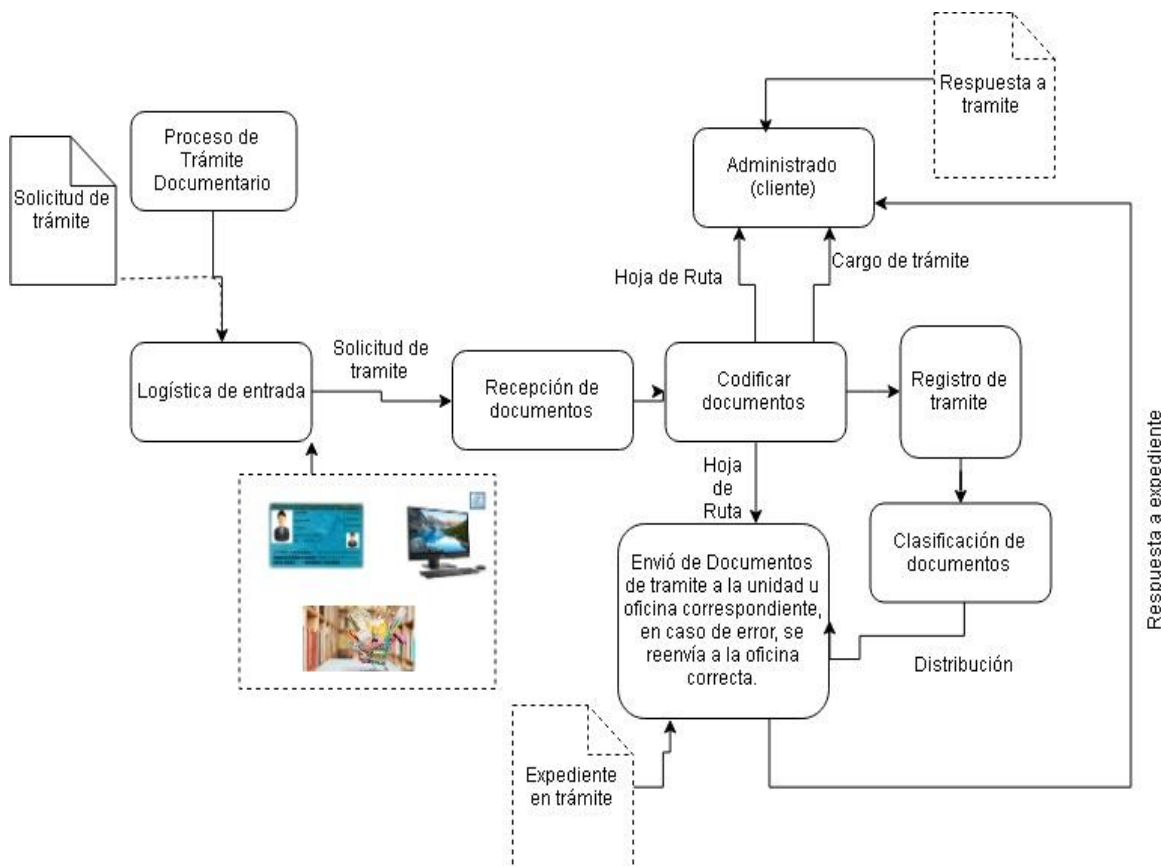 Respuesta a
tramite
Proceso de
Trámite
Documentario
Solicitud de
trámite
Administrado
(cliente)
Hoja de Ruta
Cargo de trámite
Logística de entrada
Solicitud de
tramite
Recepción de
documentos
Codificar
documentos
Registro de
tramite
Hoja
de
Ruta
Clasificación de
documentos
Envió de Documentos
de tramite a la unidad u
oficina correspondiente,
en caso de error, se
reenvía a la oficina
correcta.
Distribución
Respuesta a expediente
Expediente
en trámite